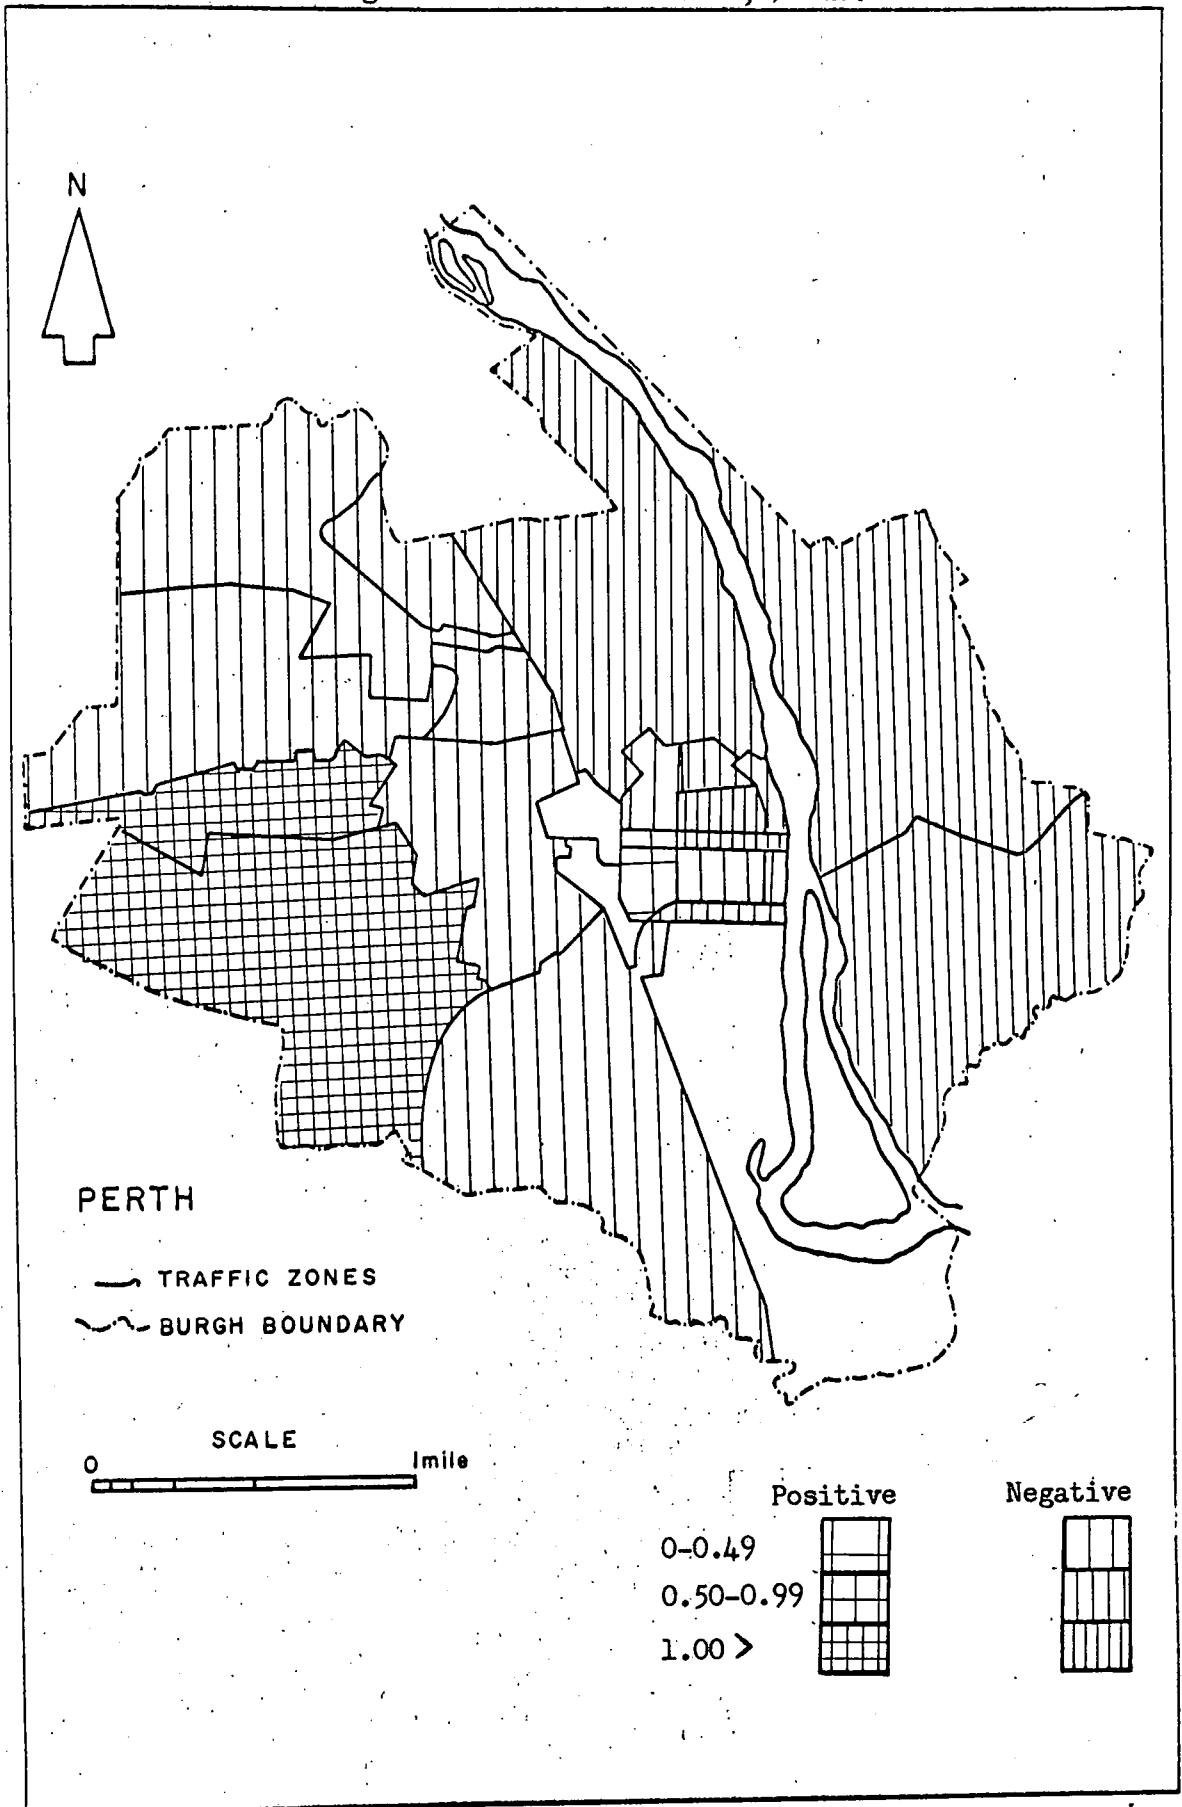 N
PERTH
TRAFFIC ZONES
BURGH BOUNDARY
SCALE
0 1mile
Positive Negative
0-0.49
0.50-0.99
1.00 >